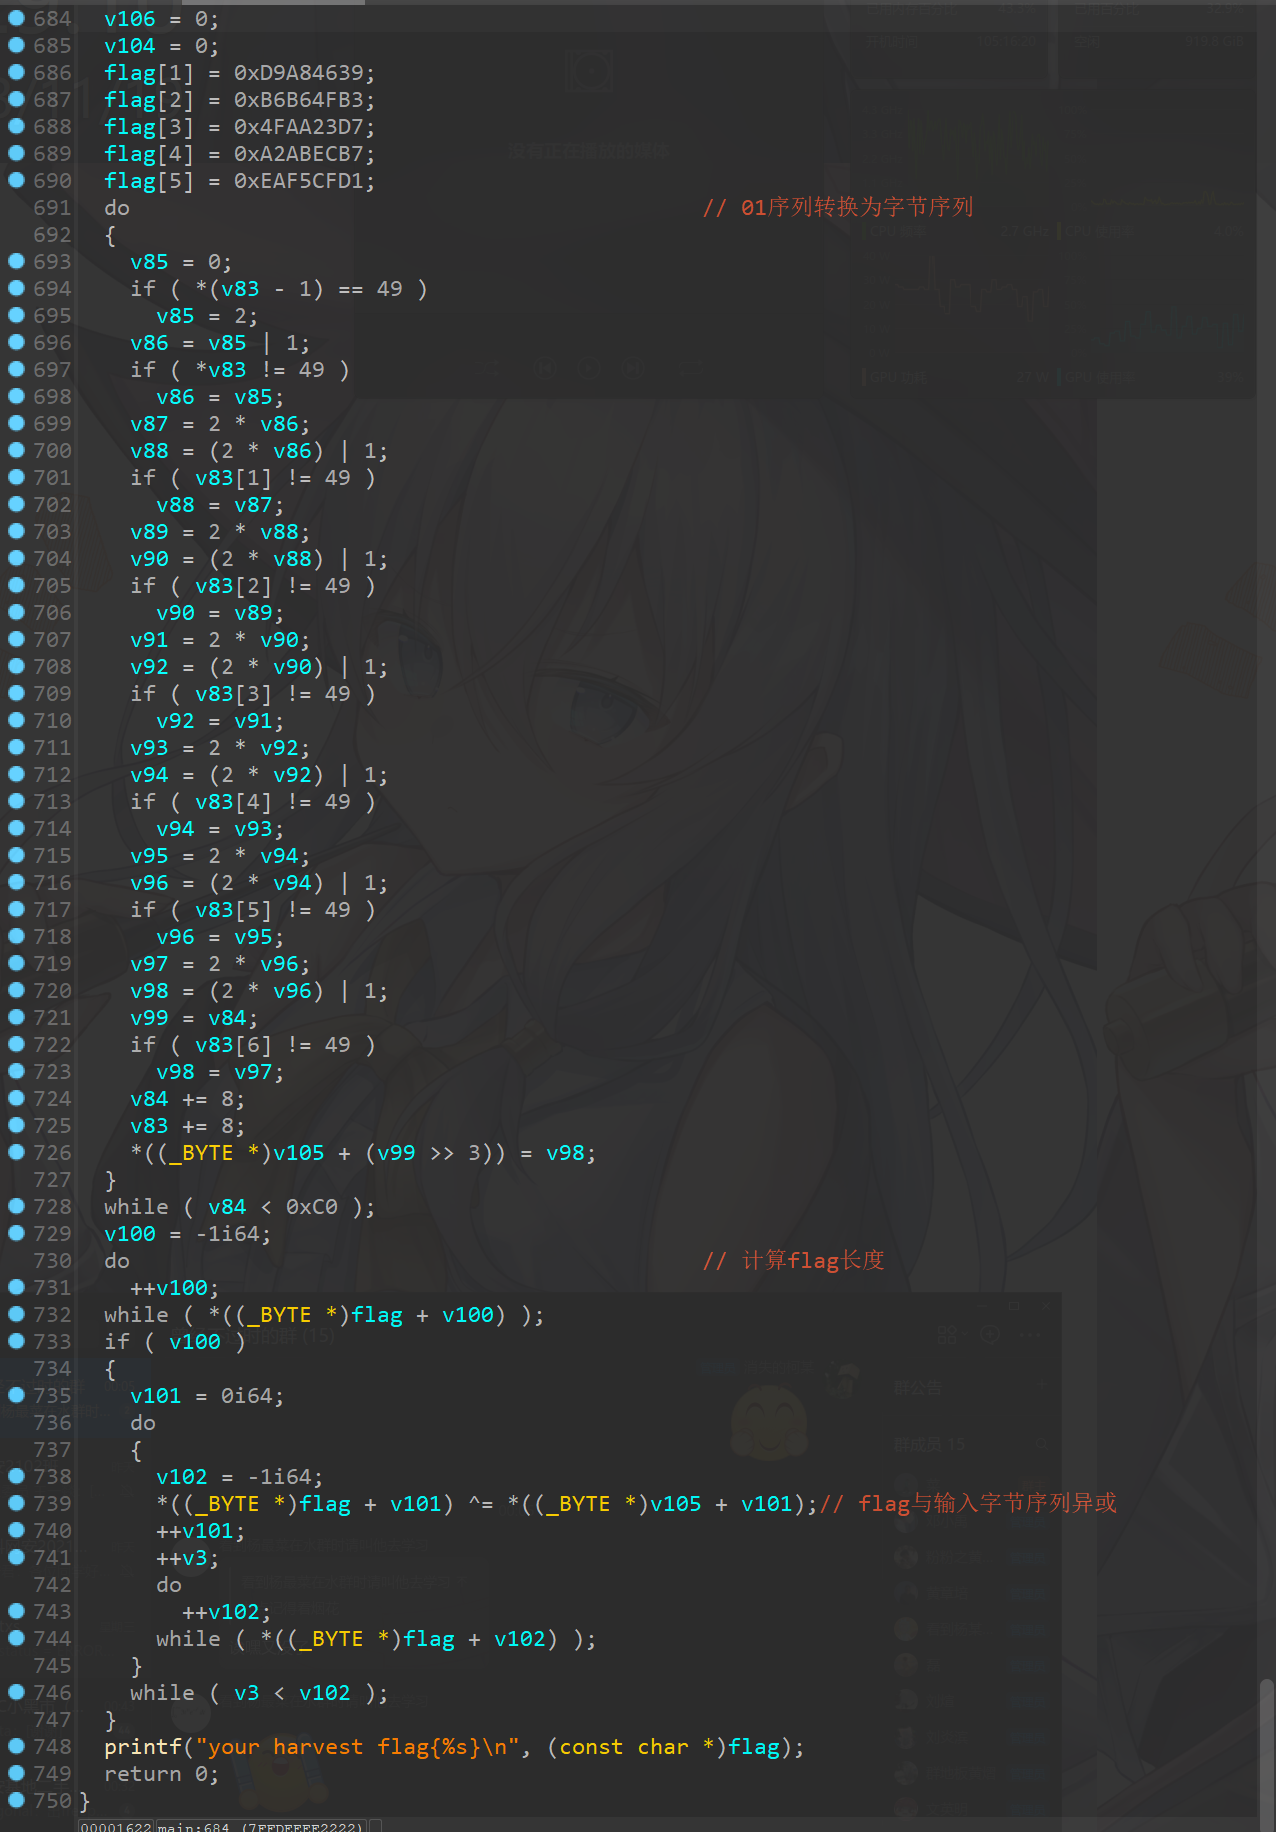 684 v106 = 0;
685 v104 = 0;
686 flag[1] = 0xD9A84639;
687 flag[2] = 0xB6B64FB3;
688 flag[3] = 0x4FAA23D7;
689 flag[4] = 0xA2ABECB7;
690 flag[5] = 0xEAF5CFD1;
691 do // 01序列转换为字节序列
692 {
693 v85 = 0;
694 if ( *(v83 - 1) == 49 )
695 v85 = 2;
696 v86 = v85 | 1;
697 if ( *v83 != 49 )
698 v86 = v85;
699 v87 = 2 * v86;
700 v88 = (2 * v86) | 1;
701 if ( v83[1] != 49 )
702 v88 = v87;
703 v89 = 2 * v88;
704 v90 = (2 * v88) | 1;
705 if ( v83[2] != 49 )
706 v90 = v89;
707 v91 = 2 * v90;
708 v92 = (2 * v90) | 1;
709 if ( v83[3] != 49 )
710 v92 = v91;
711 v93 = 2 * v92;
712 v94 = (2 * v92) | 1;
713 if ( v83[4] != 49 )
714 v94 = v93;
715 v95 = 2 * v94;
716 v96 = (2 * v94) | 1;
717 if ( v83[5] != 49 )
718 v96 = v95;
719 v97 = 2 * v96;
720 v98 = (2 * v96) | 1;
721 v99 = v84;
722 if ( v83[6] != 49 )
723 v98 = v97;
724 v84 += 8;
725 v83 += 8;
726 *((_BYTE *)v105 + (v99 >> 3)) = v98;
727 }
728 while ( v84 < 0xC0 );
729 v100 = -1i64;
730 do // 计算flag长度
731 ++v100;
732 while ( *((_BYTE *)flag + v100) );
733 if ( v100 )
734 {
735 v101 = 0i64;
736 do
737 {
738 v102 = -1i64;
739 *((_BYTE *)flag + v101) ^= *((_BYTE *)v105 + v101);// flag与输入字节序列异或
740 ++v101;
741 ++v3;
742 do
743 ++v102;
744 while ( *((_BYTE *)flag + v102) );
745 }
746 while ( v3 < v102 );
747 }
748 printf("your harvest flag{%s}\n", (const char *)flag);
749 return 0;
750 }
00001622 main:684 (7FFDEEEE2222)